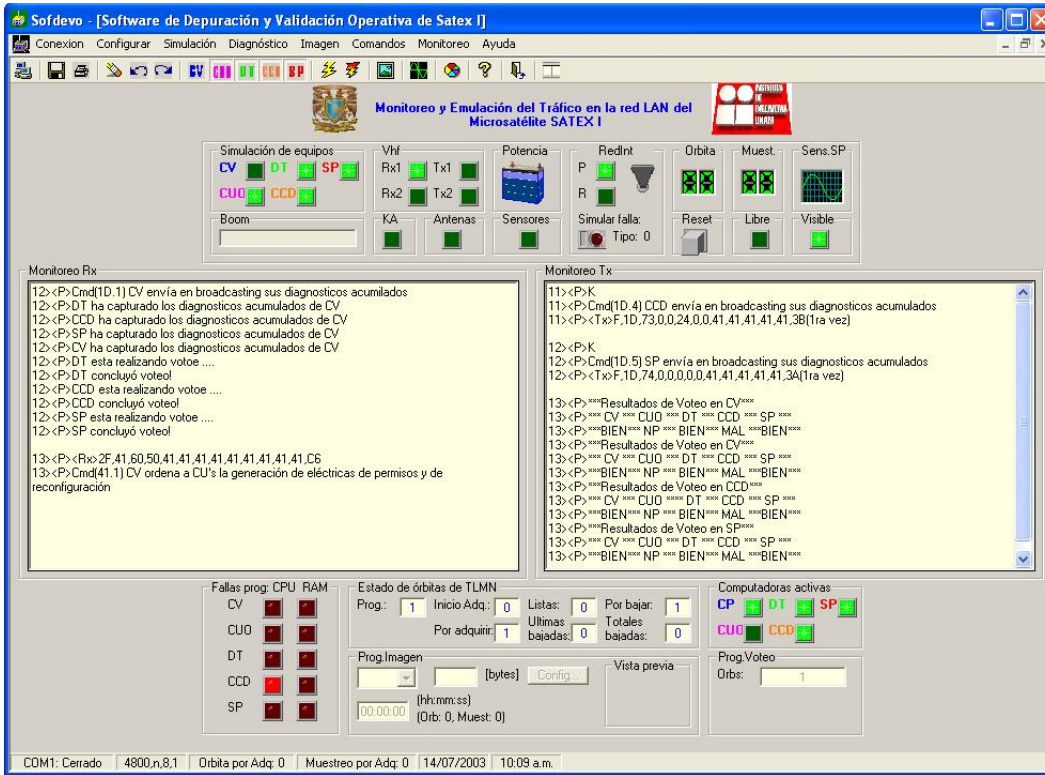 Sofdevo - [Software de Depuración y Validación Operativa de Satex I]
Conexion Configurar Simulación Diagnóstico Imagen Comandos Monitoreo Ayuda
CV CUO DT CCD SP
Monitoreo y Emulación del Tráfico en la red LAN del
Microsatélite SATEX I
INSTITUTO
DE
INGENIERIA
UNAM
Simulación de equipos
CV DT SP
CUO CCD
Vhf
Rx1 Tx1
Rx2 Tx2
Potencia
RedInt
P
R
Orbita
Muest.
Sens.SP
Boom
KA
Antenas
Sensores
Simular falla:
Tipo: 0
Reset
Libre
Visible
Monitoreo Rx
12><P>Cmd(1D.1) CV envía en broadcasting sus diagnosticos acumilados
12><P>DT ha capturado los diagnosticos acumulados de CV
12><P>CCD ha capturado los diagnosticos acumulados de CV
12><P>SP ha capturado los diagnosticos acumulados de CV
12><P>CV ha capturado los diagnosticos acumulados de CV
12><P>DT esta realizando votoe ....
12><P>DT concluyó voteo!
12><P>CCD esta realizando votoe ....
12><P>CCD concluyó voteo!
12><P>SP esta realizando votoe ....
12><P>SP concluyó voteo!
13><P><Rx>2F,41,60,50,41,41,41,41,41,41,41,41,C6
13><P>Cmd(41.1) CV ordena a CU's la generación de eléctricas de permisos y de
reconfiguración
Monitoreo Tx
11><P>K
11><P>Cmd(1D.4) CCD envía en broadcasting sus diagnosticos acumulados
11><P><Tx>F,1D,73,0,0,24,0,0,41,41,41,41,41,3B(1ra vez)
12><P>K
12><P>Cmd(1D.5) SP envía en broadcasting sus diagnosticos acumulados
12><P><Tx>F,1D,74,0,0,0,0,0,41,41,41,41,41,3A(1ra vez)
13><P>***Resultados de Voteo en CV***
13><P>*** CV *** CUO *** DT *** CCD *** SP ***
13><P>***BIEN*** NP *** BIEN*** MAL ***BIEN***
13><P>***Resultados de Voteo en CV***
13><P>*** CV *** CUO *** DT *** CCD *** SP ***
13><P>***BIEN*** NP *** BIEN*** MAL ***BIEN***
13><P>***Resultados de Voteo en CCD***
13><P>*** CV *** CUO **** DT *** CCD *** SP ***
13><P>***BIEN*** NP *** BIEN*** MAL ***BIEN***
13><P>***Resultados de Voteo en SP***
13><P>*** CV *** CUO *** DT *** CCD *** SP ***
13><P>***BIEN*** NP *** BIEN*** MAL ***BIEN***
Fallas prog: CPU RAM
CV
CUO
DT
CCD
SP
Estado de órbitas de TLMN
Prog.: 1 Inicio Adq.: 0 Listas: 0 Por bajar: 1
Por adquirir: 1 Ultimas bajadas: 0 Totales bajadas: 0
Computadoras activas
CP DT SP
CUO CCD
Prog.Imagen
[bytes] Config...
00:00:00 (hh:mm:ss)
(Orb: 0, Muest: 0)
Vista previa
Prog.Voteo
Orbs: 1
COM1: Cerrado 4800,n,8,1 Orbita por Adq: 0 Muestreo por Adq: 0 14/07/2003 10:09 a.m.